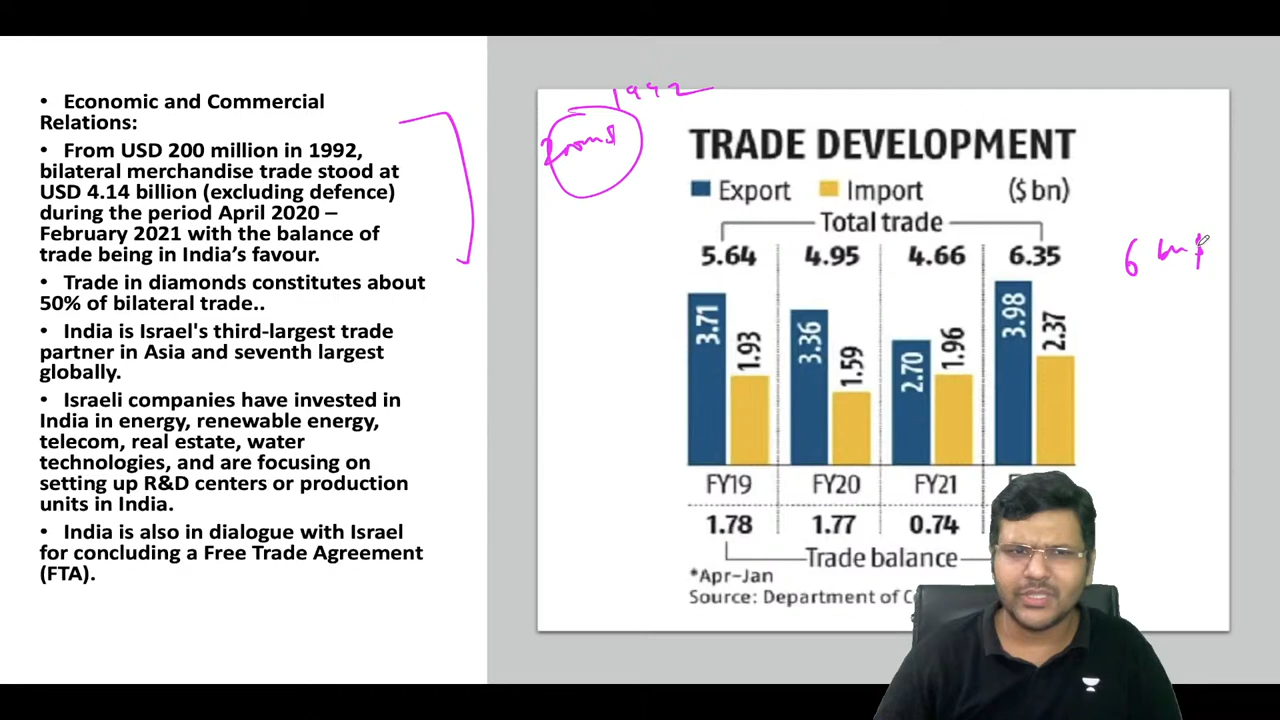 • Economic and Commercial
Relations:
• From USD 200 million in 1992,
bilateral merchandise trade stood at
USD 4.14 billion (excluding defence)
during the period April 2020 –
February 2021 with the balance of
trade being in India’s favour.
• Trade in diamonds constitutes about
50% of bilateral trade..
• India is Israel's third-largest trade
partner in Asia and seventh largest
globally.
• Israeli companies have invested in
India in energy, renewable energy,
telecom, real estate, water
technologies, and are focusing on
setting up R&D centers or production
units in India.
• India is also in dialogue with Israel
for concluding a Free Trade Agreement
(FTA).
1992
TRADE DEVELOPMENT
Export Import ($ bn)
Total trade
5.64 4.95 4.66 6.35
3.71 1.93 3.36 1.59 2.70 1.96 3.98 2.37
FY19 FY20 FY21
1.78 1.77 0.74
Trade balance
*Apr-Jan
Source: Department of
6